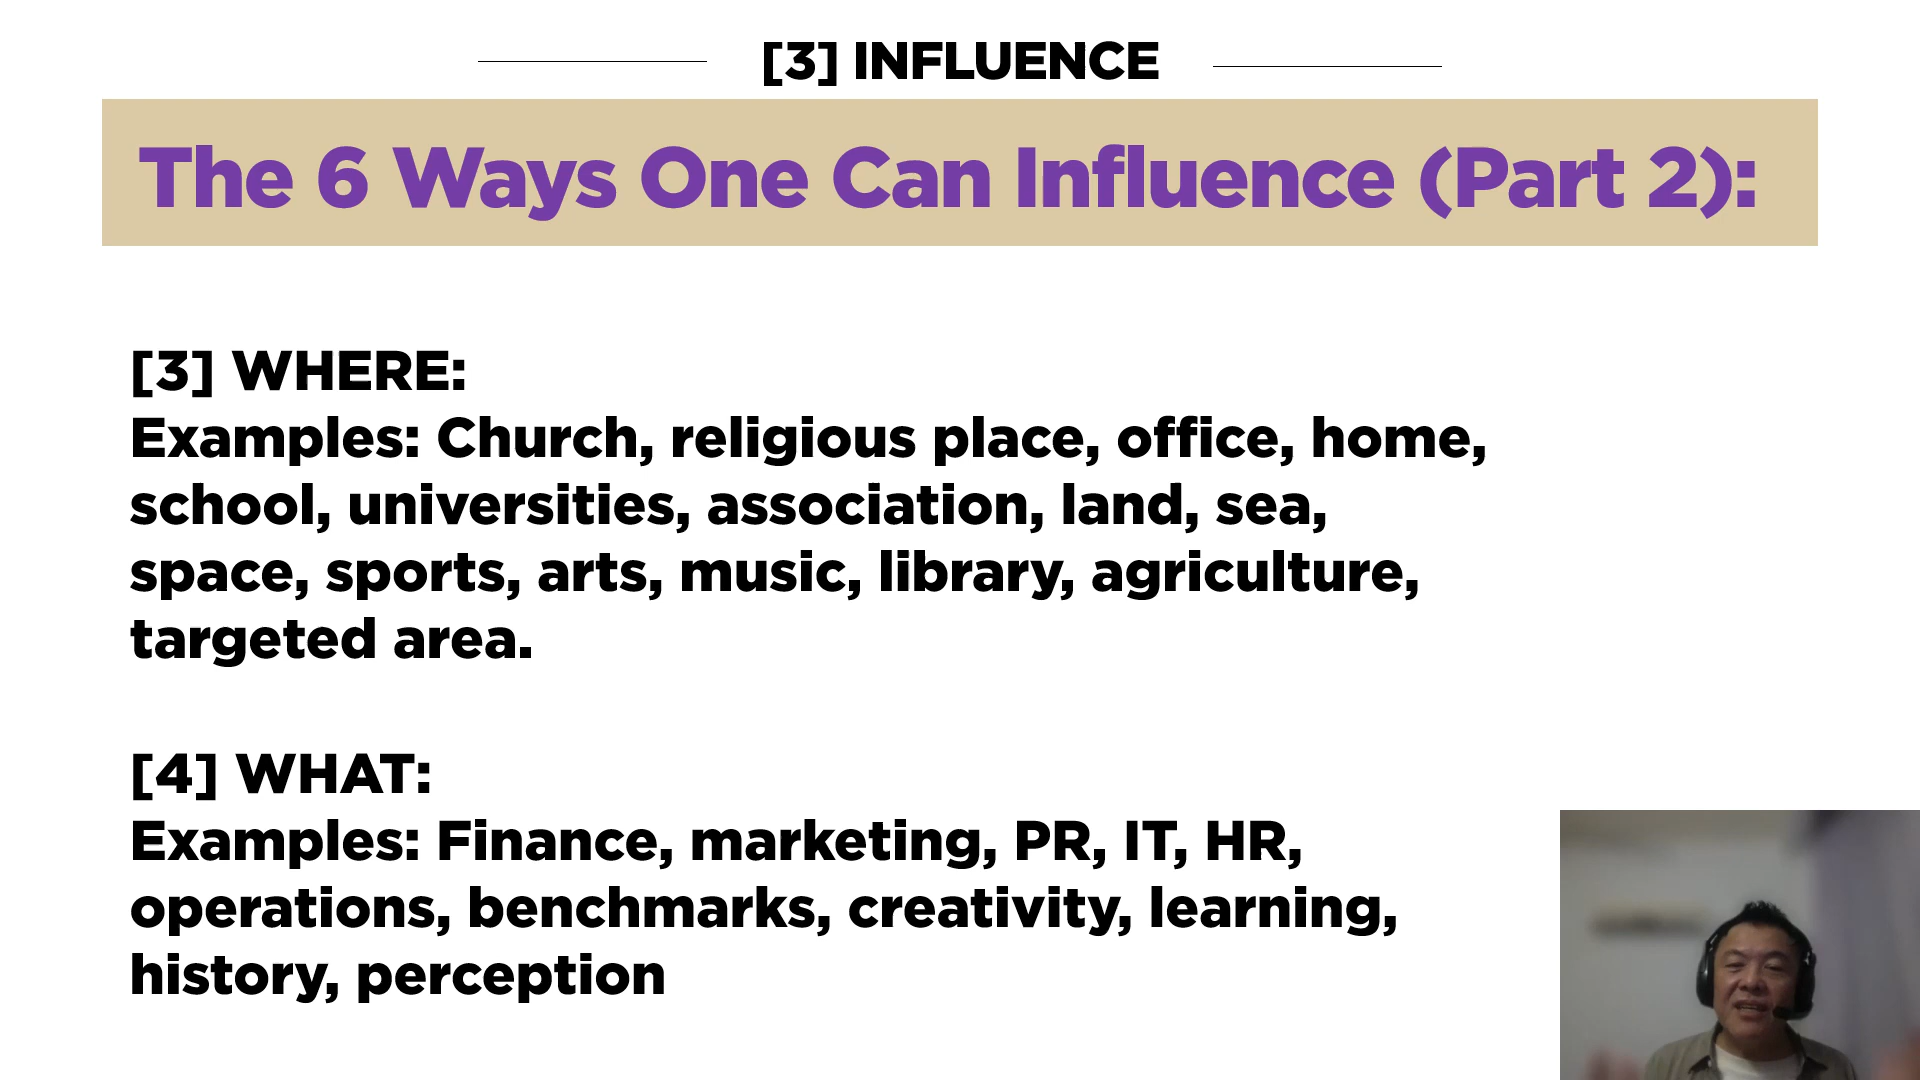 [3] INFLUENCE
The 6 Ways One Can Influence (Part 2):
[3] WHERE:
Examples: Church, religious place, office, home,
school, universities, association, land, sea,
space, sports, arts, music, library, agriculture,
targeted area.
[4] WHAT:
Examples: Finance, marketing, PR, IT, HR,
operations, benchmarks, creativity, learning,
history, perception